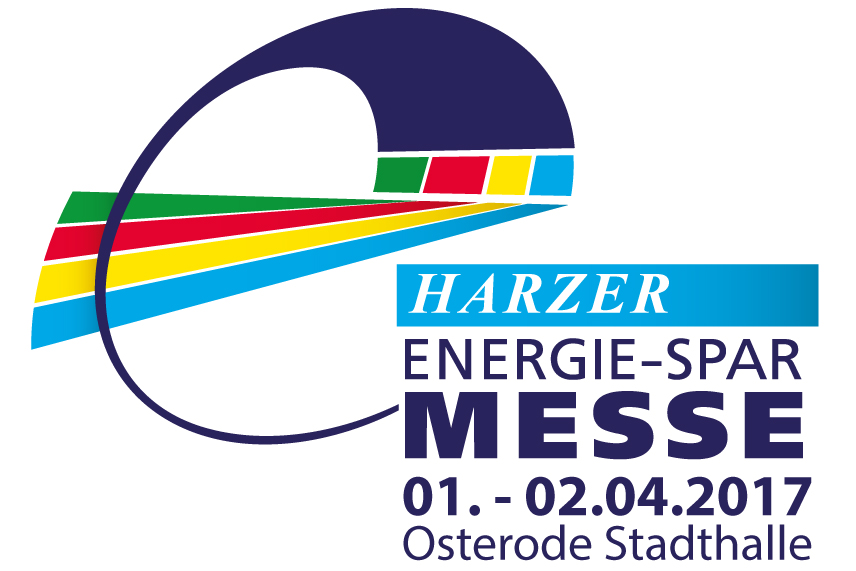 HARZER
ENERGIE-SPAR
MESSE
01. - 02.04.2017
Osterode Stadthalle